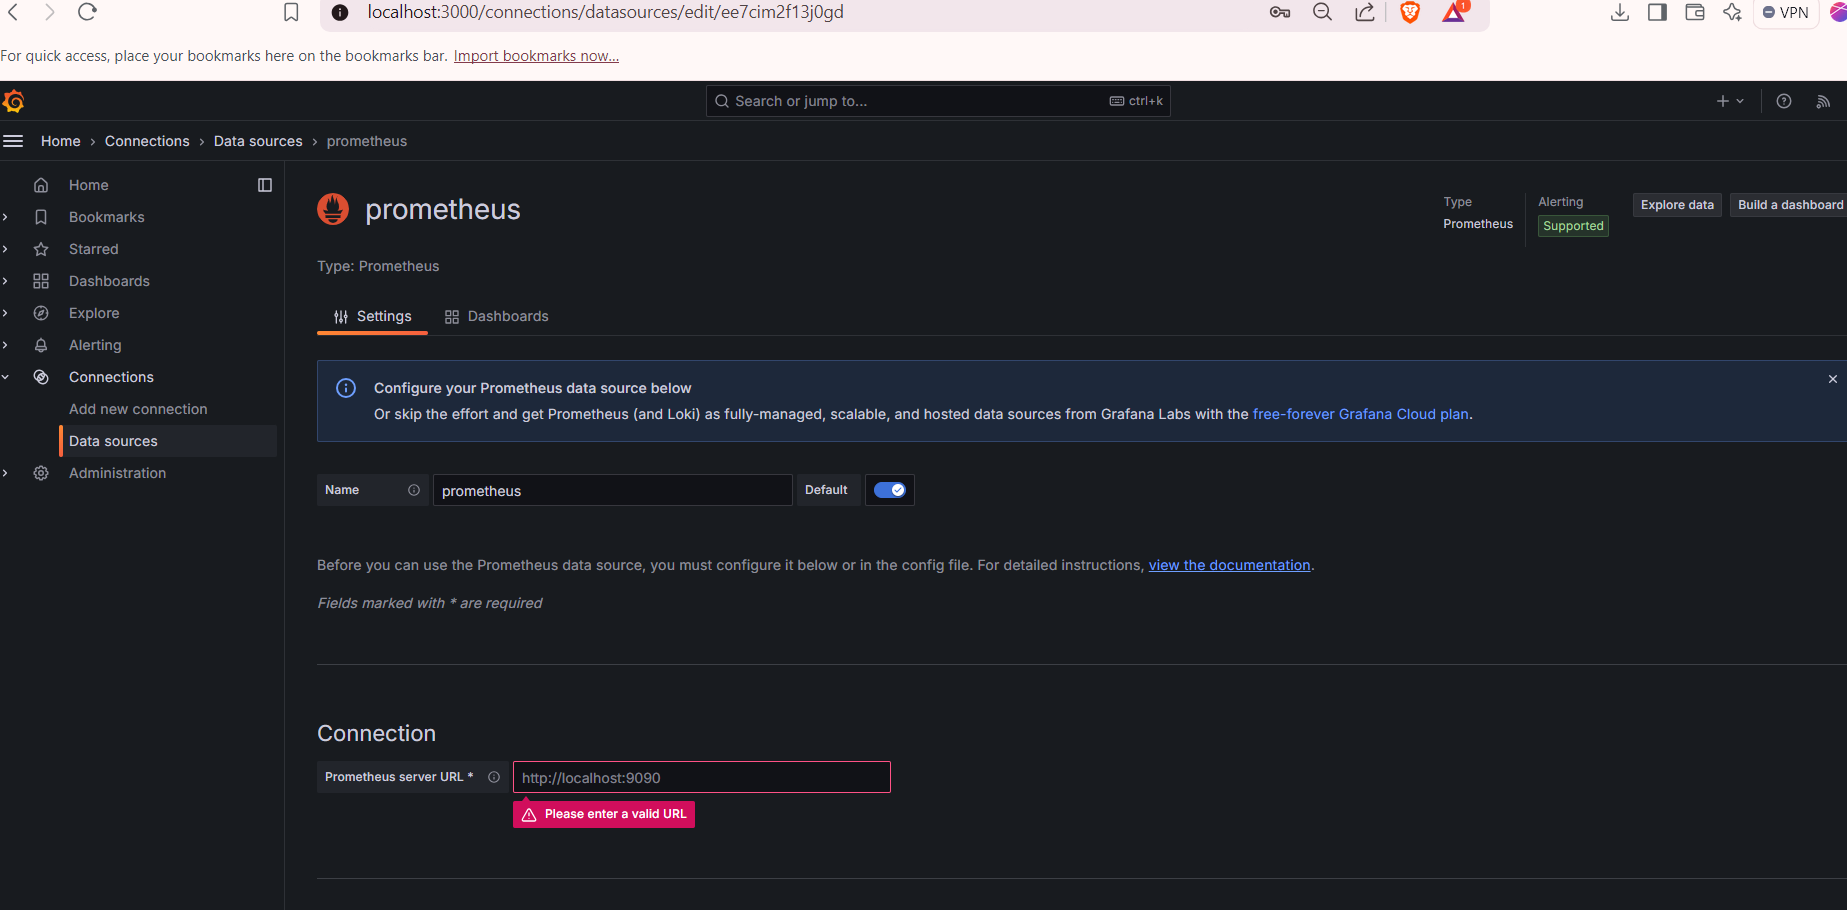 localhost:3000/connections/datasources/edit/ee7cim2f13j0gd
1
VPN
For quick access, place your bookmarks here on the bookmarks bar. Import bookmarks now...
Search or jump to...
ctrl+k
Home › Connections › Data sources › prometheus
Home
Bookmarks
Starred
Dashboards
Explore
Alerting
Connections
Add new connection
Data sources
Administration
prometheus
Type
Prometheus
Alerting
Supported
Explore data
Build a dashboard
Type: Prometheus
Settings
Dashboards
Configure your Prometheus data source below
Or skip the effort and get Prometheus (and Loki) as fully-managed, scalable, and hosted data sources from Grafana Labs with the free-forever Grafana Cloud plan.
Name
prometheus
Default
Before you can use the Prometheus data source, you must configure it below or in the config file. For detailed instructions, view the documentation.
Fields marked with * are required
Connection
Prometheus server URL *
http://localhost:9090
Please enter a valid URL